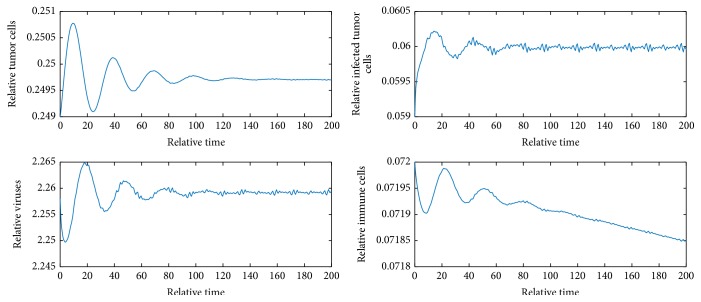 Relative tumor cells
0.251
0.2505
0.25
0.2495
0.249
0 20 40 60 80 100 120 140 160 180 200
Relative time
Relative infected tumor
cells
0.0605
0.06
0.0595
0.059
0 20 40 60 80 100 120 140 160 180 200
Relative time
Relative viruses
2.265
2.26
2.255
2.25
2.245
0 20 40 60 80 100 120 140 160 180 200
Relative time
Relative immune cells
0.072
0.07195
0.0719
0.07185
0.0718
0 20 40 60 80 100 120 140 160 180 200
Relative time